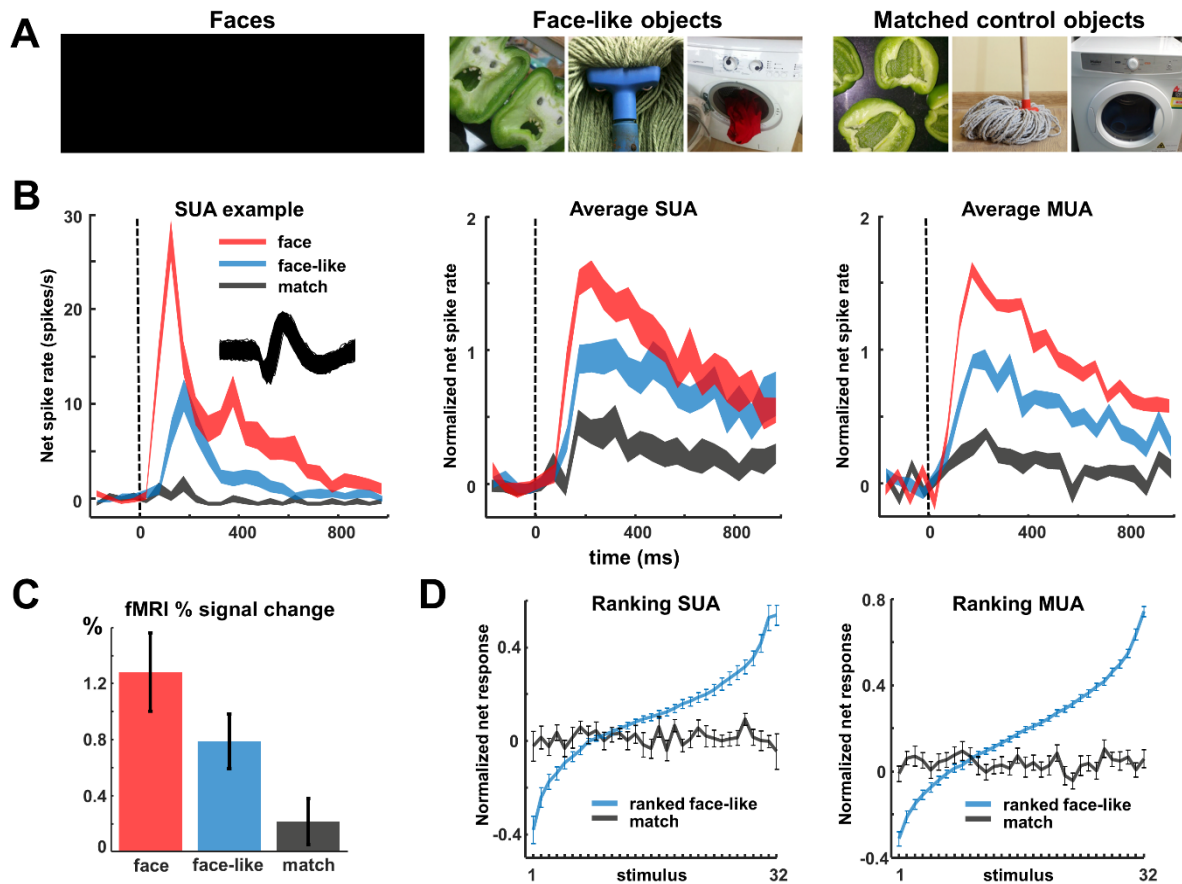 A
Faces
Face-like objects
Matched control objects
B
SUA example
Average SUA
Average MUA
Net spike rate (spikes/s)
30
20
10
0
face
face-like
match
0
400
800
Normalized net spike rate
2
1
0
0
400
800
Normalized net spike rate
2
1
0
0
400
800
time (ms)
C
fMRI % signal change
%
1.2
0.8
0.4
0
face
face-like
match
D
Ranking SUA
Ranking MUA
Normalized net response
0.4
0
-0.4
ranked face-like
match
1
stimulus
32
Normalized net response
0.8
0.4
0
-0.4
ranked face-like
match
1
stimulus
32